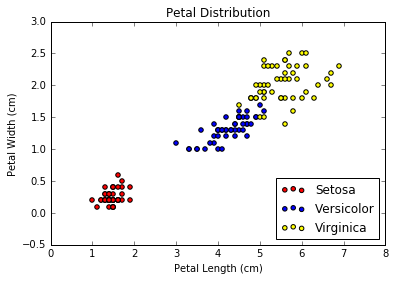 Petal Distribution
3.0
2.5
2.0
1.5
1.0
0.5
0.0
−0.5
Petal Width (cm)
0 1 2 3 4 5 6 7 8
Petal Length (cm)
Setosa
Versicolor
Virginica